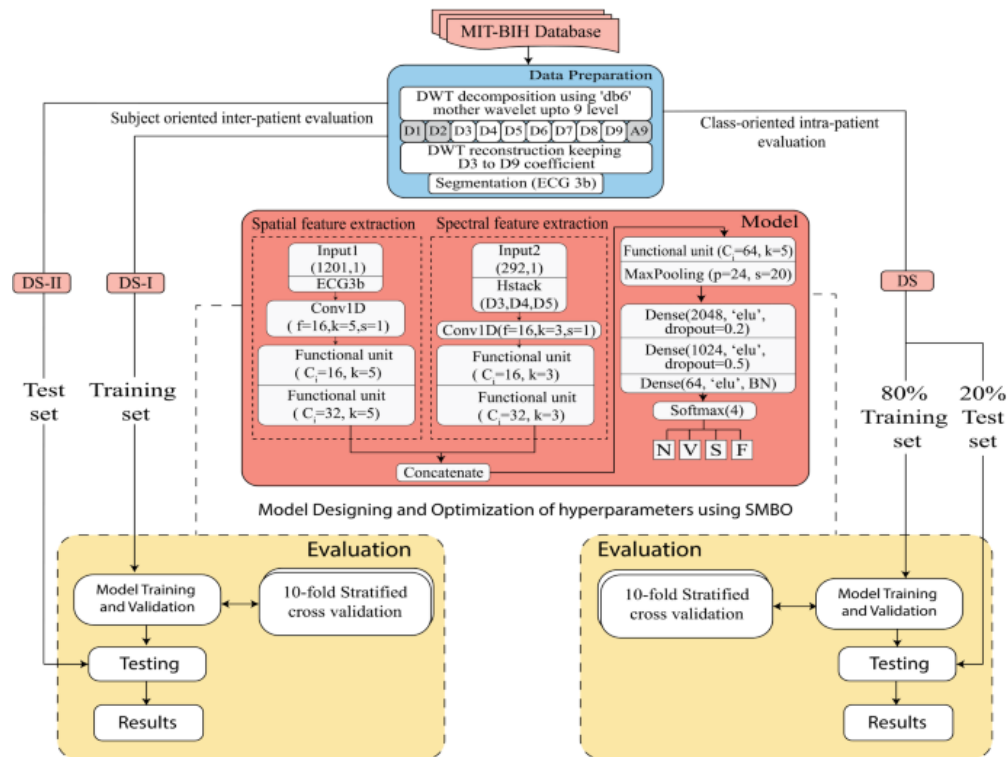 MIT-BIH Database
Data Preparation
DWT decomposition using 'db6'
mother wavelet upto 9 level
D1 D2 D3 D4 D5 D6 D7 D8 D9 A9
DWT reconstruction keeping
D3 to D9 coefficient
Segmentation (ECG 3b)
Subject oriented inter-patient evaluation
Class-oriented intra-patient
evaluation
DS-II
DS-I
DS
Test
set
Training
set
80%
Training
set
20%
Test
set
Model
Spatial feature extraction
Input1
(1201,1)
ECG3b
Conv1D
( f=16,k=5,s=1)
Functional unit
( Ci=16, k=5)
Functional unit
( Ci=32, k=5)
Spectral feature extraction
Input2
(292,1)
Hstack
(D3,D4,D5)
Conv1D(f=16,k=3,s=1)
Functional unit
( Ci=16, k=3)
Functional unit
( Ci=32, k=3)
Concatenate
Functional unit (Ci=64, k=5)
MaxPooling (p=24, s=20)
Dense(2048, ‘elu’,
dropout=0.2)
Dense(1024, ‘elu’,
dropout=0.5)
Dense(64, ‘elu’, BN)
Softmax(4)
N V S F
Model Designing and Optimization of hyperparameters using SMBO
Evaluation
Model Training
and Validation
10-fold Stratified
cross validation
Testing
Results
Evaluation
10-fold Stratified
cross validation
Model Training
and Validation
Testing
Results